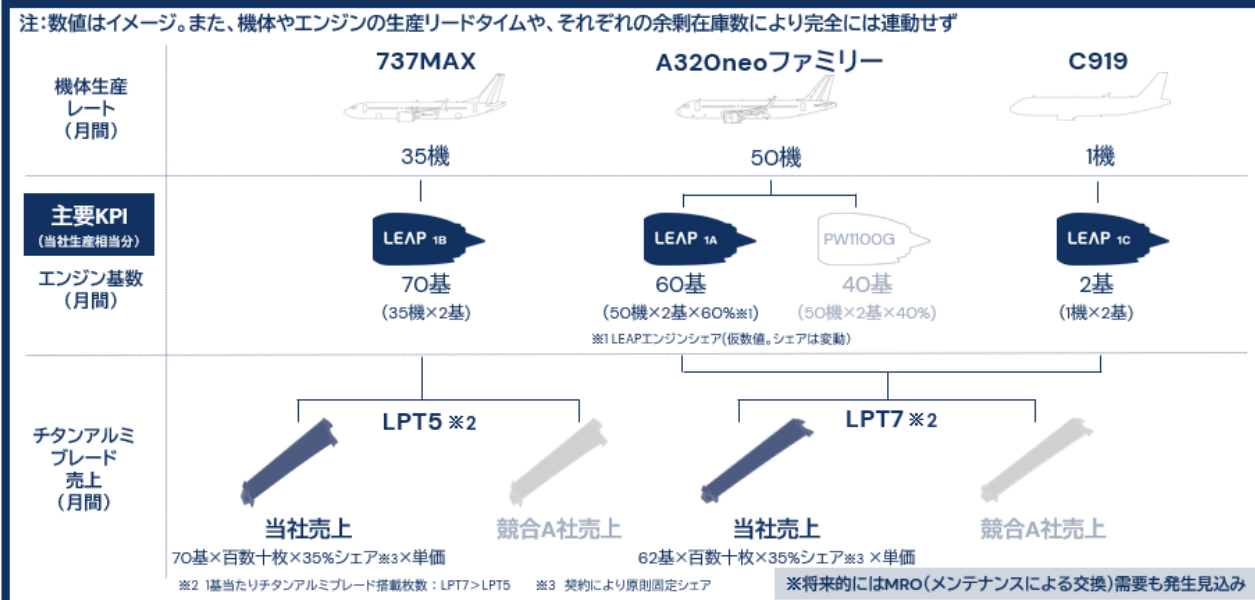 注：数値はイメージ。また、機体やエンジンの生産リードタイムや、それぞれの余剰在庫数により完全には連動せず
737MAX
A320neoファミリー
C919
機体生産
レート
（月間）
35機
50機
1機
主要KPI
（当社生産相当分）
エンジン基数
（月間）
LEAP 1B
LEAP 1A
PW1100G
LEAP 1C
70基
60基
40基
2基
(35機×2基)
(50機×2基×60%※1)
(50機×2基×40%)
(1機×2基)
※1 LEAPエンジンシェア(仮数値。シェアは変動)
チタンアルミ
ブレード
売上
（月間）
LPT5 ※2
LPT7 ※2
当社売上
競合A社売上
当社売上
競合A社売上
70基×百数十枚×35%シェア※3×単価
62基×百数十枚×35%シェア※3 ×単価
※2 1基当たりチタンアルミブレード搭載枚数：LPT7＞LPT5
※3 契約により原則固定シェア
※将来的にはMRO(メンテナンスによる交換)需要も発生見込み